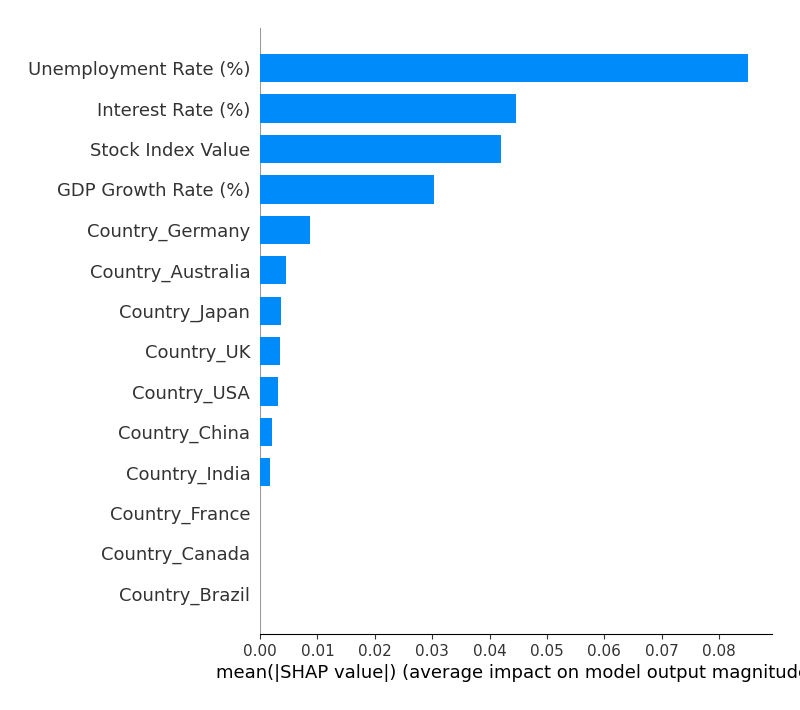 Unemployment Rate (%)
Interest Rate (%)
Stock Index Value
GDP Growth Rate (%)
Country_Germany
Country_Australia
Country_Japan
Country_UK
Country_USA
Country_China
Country_India
Country_France
Country_Canada
Country_Brazil
0.00 0.01 0.02 0.03 0.04 0.05 0.06 0.07 0.08
mean(|SHAP value|) (average impact on model output magnitude